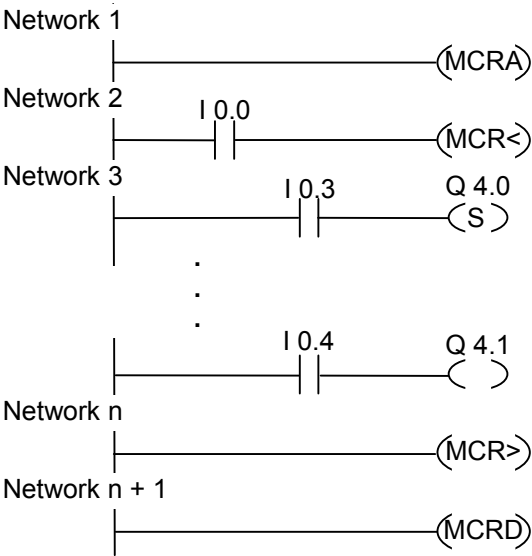 Network 1
(MCRA)
Network 2
I 0.0
(MCR<)
Network 3
I 0.3 Q 4.0
(S)
.
.
.
I 0.4 Q 4.1
( )
Network n
(MCR>)
Network n + 1
(MCRD)